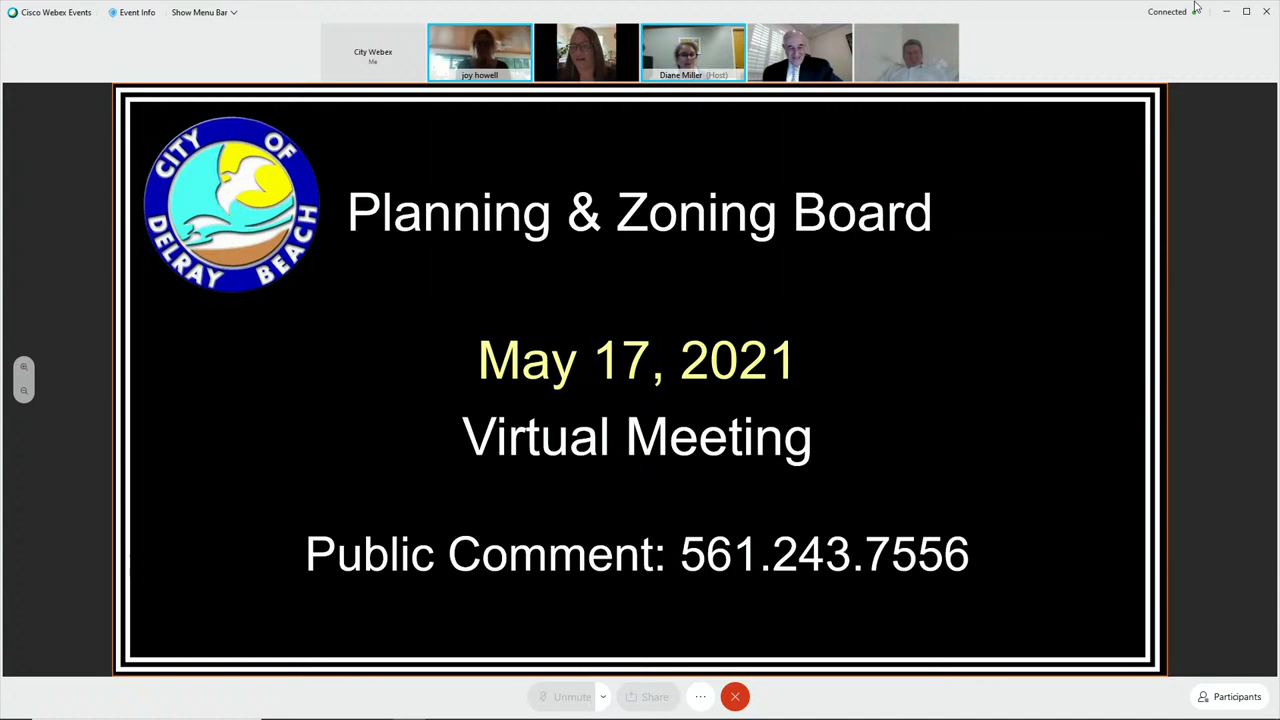 Cisco Webex Events
Event Info
Show Menu Bar
Connected
City Webex
Me
joy howell
Diane Miller (Host)
CITY OF
DELRAY BEACH
Planning & Zoning Board
May 17, 2021
Virtual Meeting
Public Comment: 561.243.7556
Unmute
Share
Participants